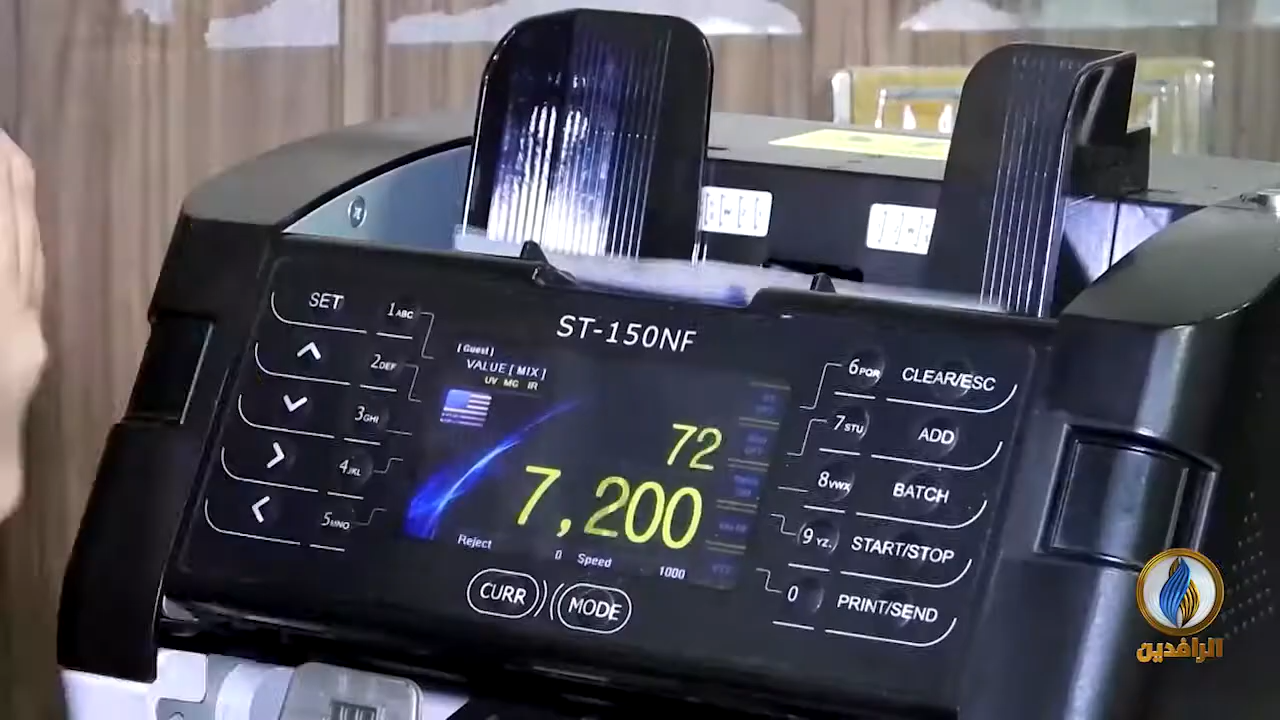 ST-150NF
SET
1ABC
2DEF
3GHI
4JKL
5MNO
[ Guest ]
VALUE [ MIX ]
UV MG IR
72
7,200
Reject 0 Speed 1000
CURR
MODE
6PQR
CLEAR/ESC
7STU
ADD
8VWX
BATCH
9YZ.
START/STOP
0
PRINT/SEND
الرافدين